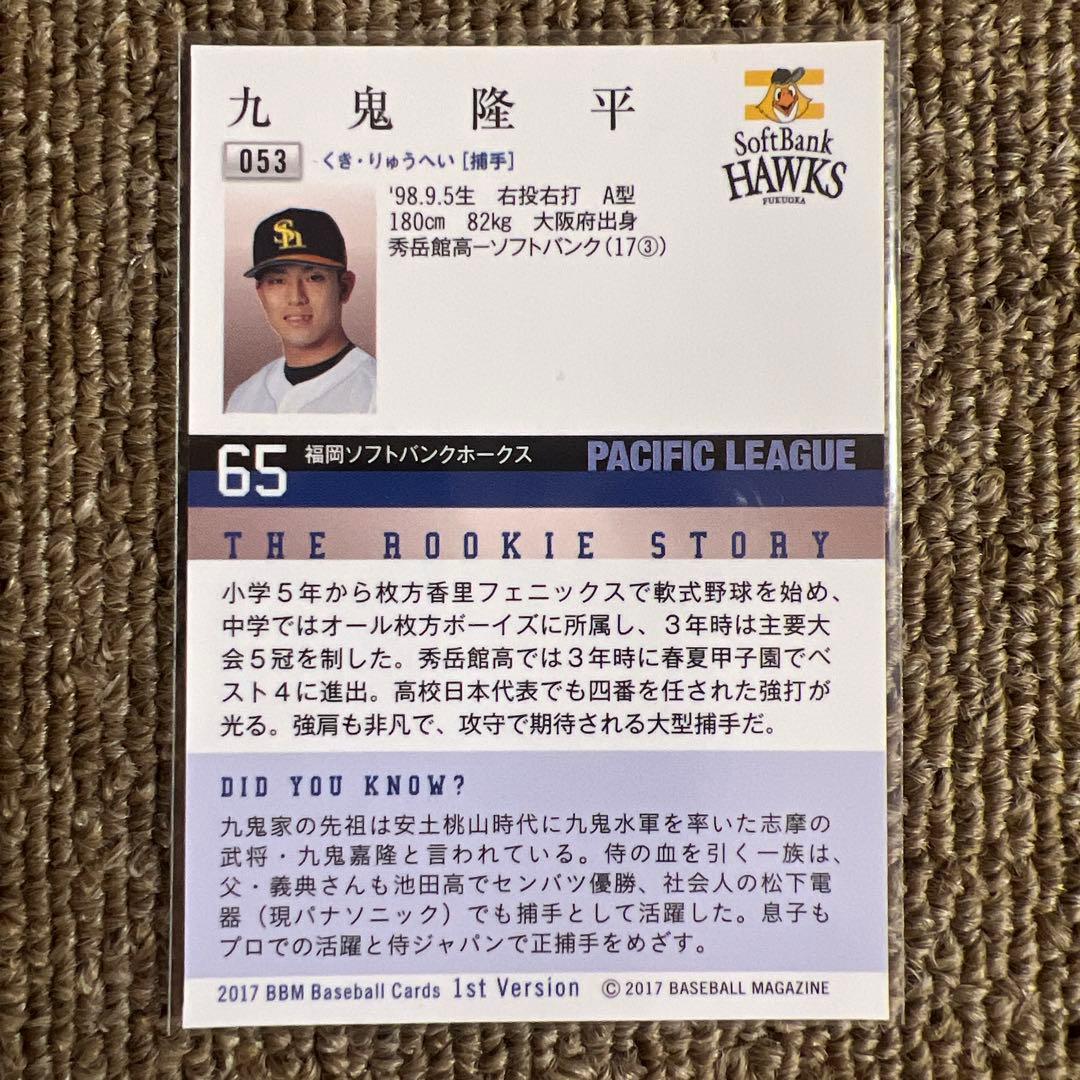 九鬼隆平
SoftBank
HAWKS
FUKUOKA
053 くき・りゅうへい [捕手]
'98.9.5生 右投右打 A型
180cm 82kg 大阪府出身
秀岳館高ーソフトバンク(17③)
Sh
65 福岡ソフトバンクホークス PACIFIC LEAGUE
THE ROOKIE STORY
小学5年から枚方香里フェニックスで軟式野球を始め、
中学ではオール枚方ボーイズに所属し、3年時は主要大
会5冠を制した。秀岳館高では3年時に春夏甲子園でベ
スト4に進出。高校日本代表でも四番を任された強打が
光る。強肩も非凡で、攻守で期待される大型捕手だ。
DID YOU KNOW?
九鬼家の先祖は安土桃山時代に九鬼水軍を率いた志摩の
武将・九鬼嘉隆と言われている。侍の血を引く一族は、
父・義典さんも池田高でセンバツ優勝、社会人の松下電
器(現パナソニック)でも捕手として活躍した。息子も
プロでの活躍と侍ジャパンで正捕手をめざす。
2017 BBM Baseball Cards 1st Version © 2017 BASEBALL MAGAZINE